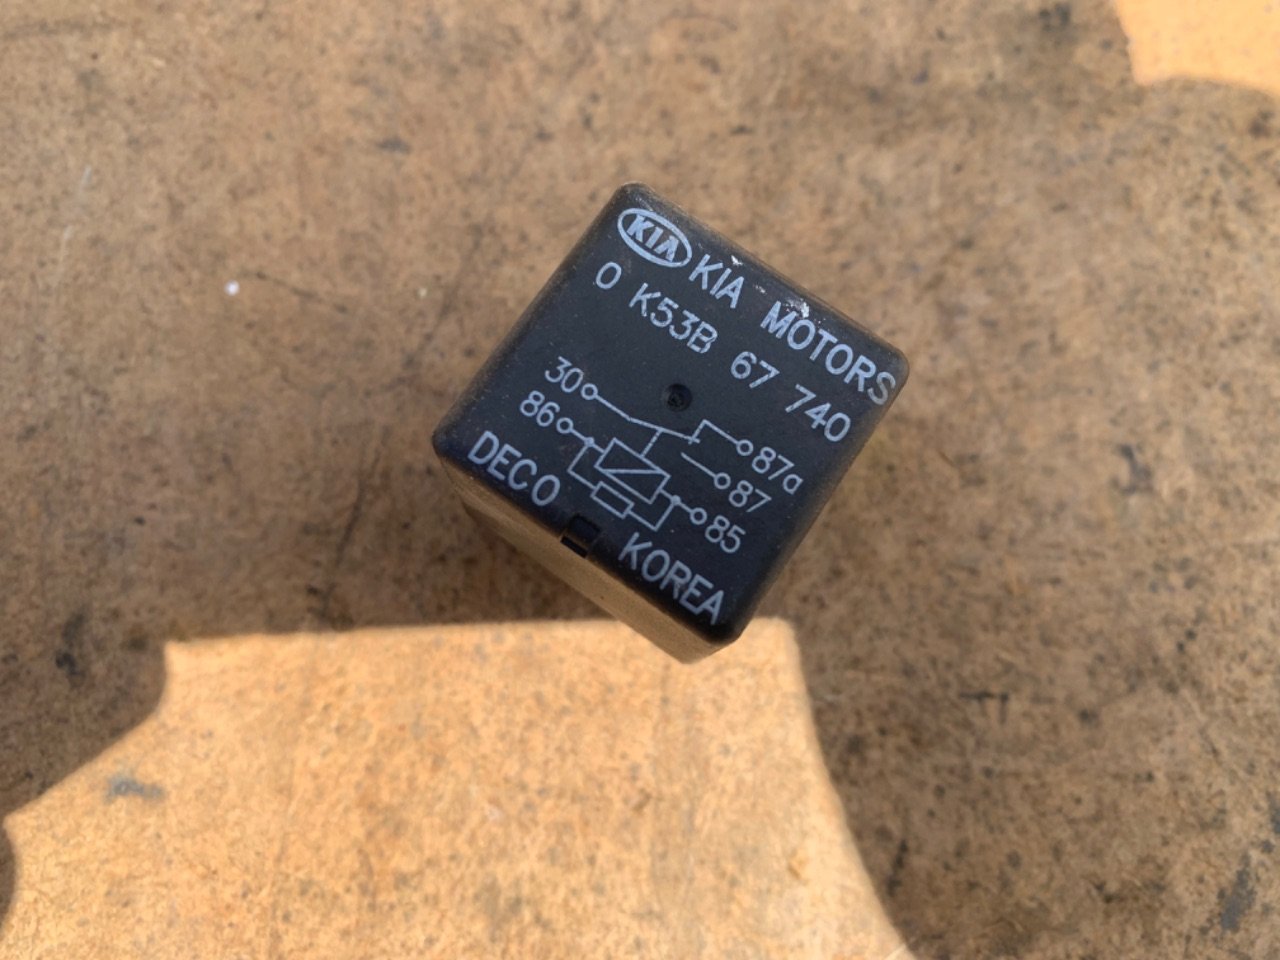 KIA KIA MOTORS
0 K53B 67 740
30 87a
86 87
85
DECO KOREA